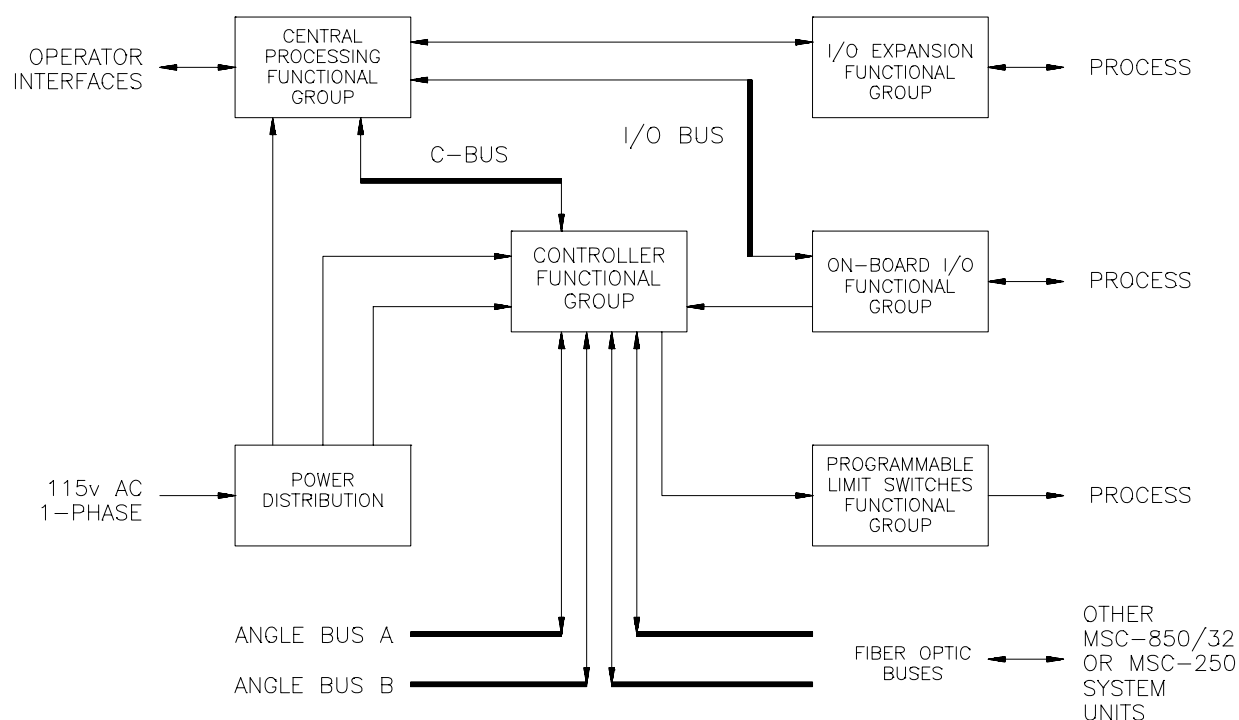 OPERATOR
INTERFACES
CENTRAL
PROCESSING
FUNCTIONAL
GROUP
I/O EXPANSION
FUNCTIONAL
GROUP
PROCESS
I/O BUS
C-BUS
CONTROLLER
FUNCTIONAL
GROUP
ON-BOARD I/O
FUNCTIONAL
GROUP
PROCESS
115v AC
1-PHASE
POWER
DISTRIBUTION
PROGRAMMABLE
LIMIT SWITCHES
FUNCTIONAL
GROUP
PROCESS
ANGLE BUS A
ANGLE BUS B
FIBER OPTIC
BUSES
OTHER
MSC-850/32
OR MSC-250
SYSTEM
UNITS